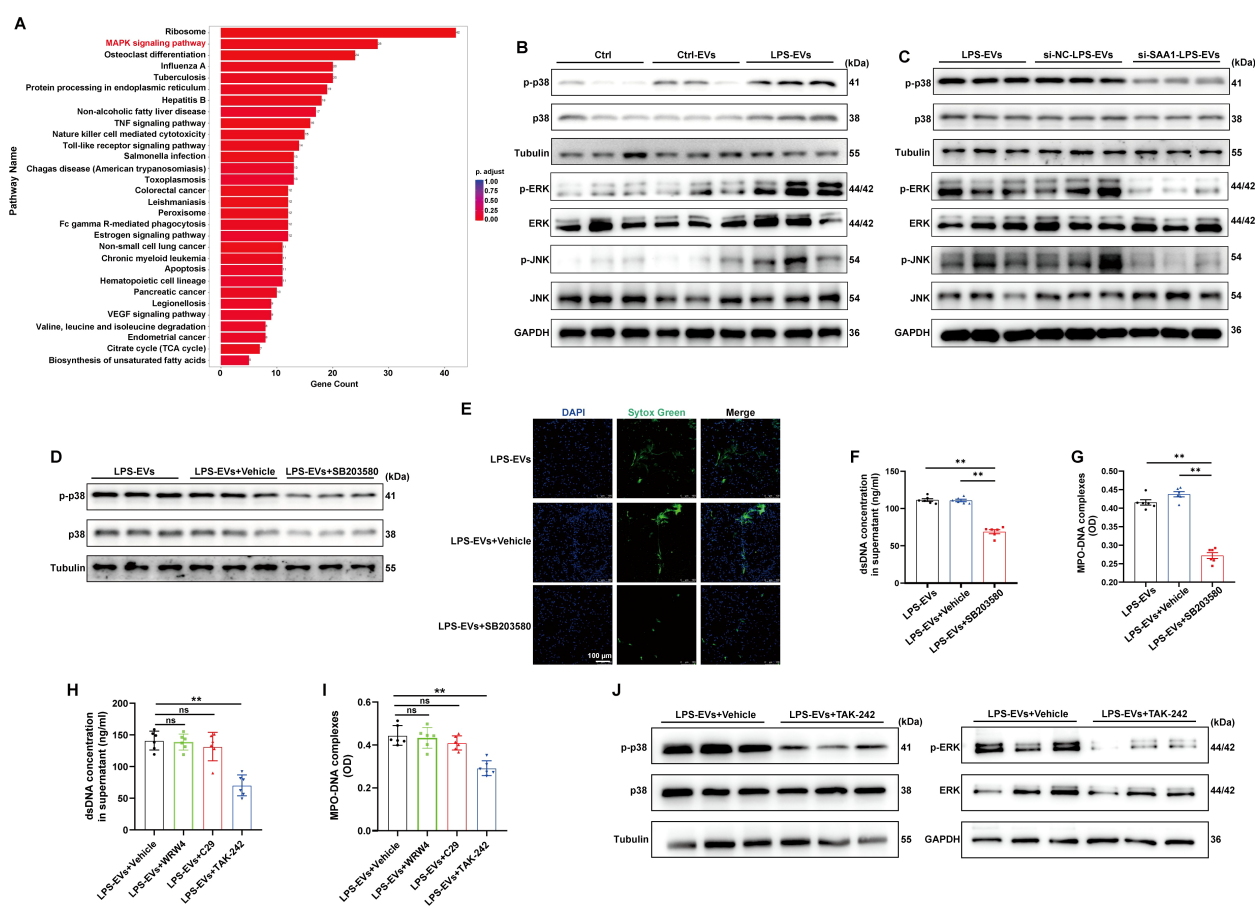 A
Pathway Name
Ribosome
MAPK signaling pathway
Osteoclast differentiation
Influenza A
Tuberculosis
Protein processing in endoplasmic reticulum
Hepatitis B
Non-alcoholic fatty liver disease
TNF signaling pathway
Nature killer cell mediated cytotoxicity
Toll-like receptor signaling pathway
Salmonella infection
Chagas disease (American trypanosomiasis)
Toxoplasmosis
Colorectal cancer
Leishmaniasis
Peroxisome
Fc gamma R-mediated phagocytosis
Estrogen signaling pathway
Non-small cell lung cancer
Chronic myeloid leukemia
Apoptosis
Hematopoietic cell lineage
Pancreatic cancer
Legionellosis
VEGF signaling pathway
Valine, leucine and isoleucine degradation
Endometrial cancer
Citrate cycle (TCA cycle)
Biosynthesis of unsaturated fatty acids
0 10 20 30 40
Gene Count
p. adjust
1.00
0.75
0.50
0.25
0
B
Ctrl Ctrl-EVs LPS-EVs (kDa)
p-p38 41
p38 38
Tubulin 55
p-ERK 44/42
ERK 44/42
p-JNK 54
JNK 54
GAPDH 36
C
LPS-EVs si-NC-LPS-EVs si-SAA1-LPS-EVs (kDa)
p-p38 41
p38 38
Tubulin 55
p-ERK 44/42
ERK 44/42
p-JNK 54
JNK 54
GAPDH 36
D
LPS-EVs LPS-EVs+Vehicle LPS-EVs+SB203580 (kDa)
p-p38 41
p38 38
Tubulin 55
E
DAPI Sytox Green Merge
LPS-EVs
LPS-EVs+Vehicle
LPS-EVs+SB203580
100 μm
F
dsDNA concentration
in supernatant (ng/ml)
150
100
50
0
**
**
LPS-EVs
LPS-EVs+Vehicle
LPS-EVs+SB203580
G
MPO-DNA complexes
(OD)
0.50
0.45
0.40
0.35
0.30
0.25
0.20
**
**
LPS-EVs
LPS-EVs+Vehicle
LPS-EVs+SB203580
H
dsDNA concentration
in supernatant (ng/ml)
200
150
100
50
0
**
ns
ns
LPS-EVs+Vehicle
LPS-EVs+WRW4
LPS-EVs+C29
LPS-EVs+TAK-242
I
MPO-DNA complexes
(OD)
0.6
0.4
0.2
0.0
**
ns
ns
LPS-EVs+Vehicle
LPS-EVs+WRW4
LPS-EVs+C29
LPS-EVs+TAK-242
J
LPS-EVs+Vehicle LPS-EVs+TAK-242 (kDa)
p-p38 41
p38 38
Tubulin 55
LPS-EVs+Vehicle LPS-EVs+TAK-242 (kDa)
p-ERK 44/42
ERK 44/42
GAPDH 36